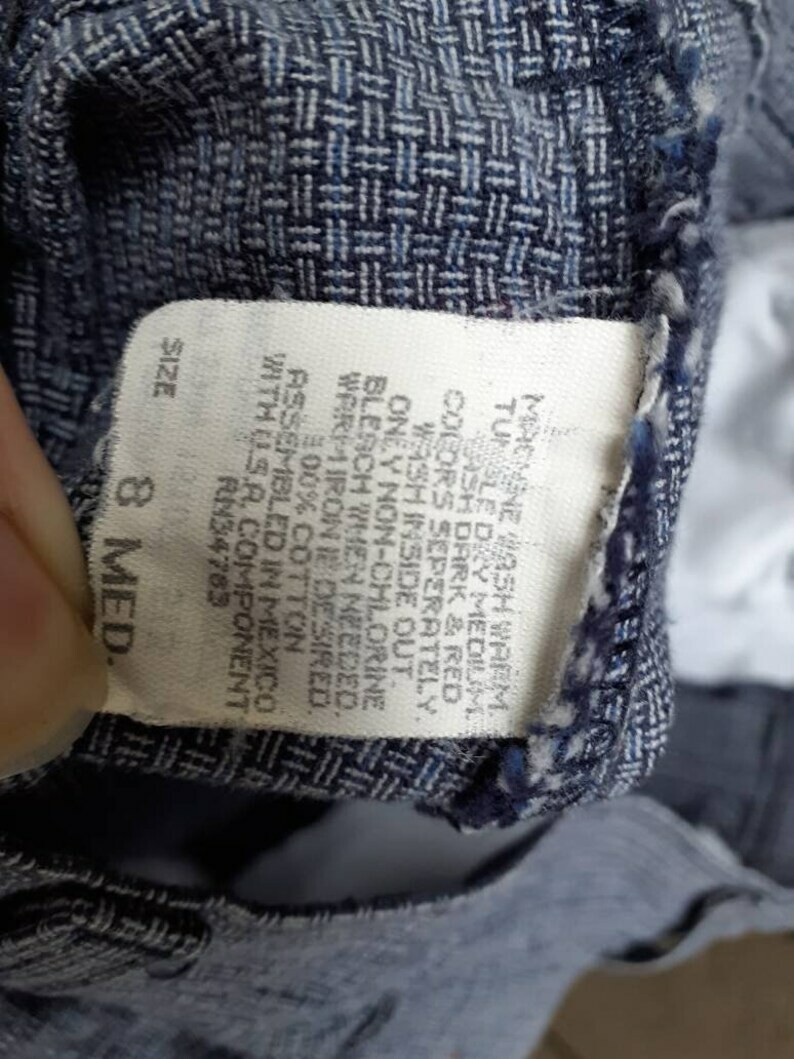 MACHINE WASH WARM.
TUMBLE DRY MEDIUM.
WASH DARK & RED
COLORS SEPERATELY.
WASH INSIDE OUT.
ONLY NON-CHLORINE
BLEACH WHEN NEEDED.
WARM IRON IF DESIRED.
100% COTTON
ASSEMBLED IN MEXICO
WITH U.S.A. COMPONENT
RN34783
SIZE 8 MED.